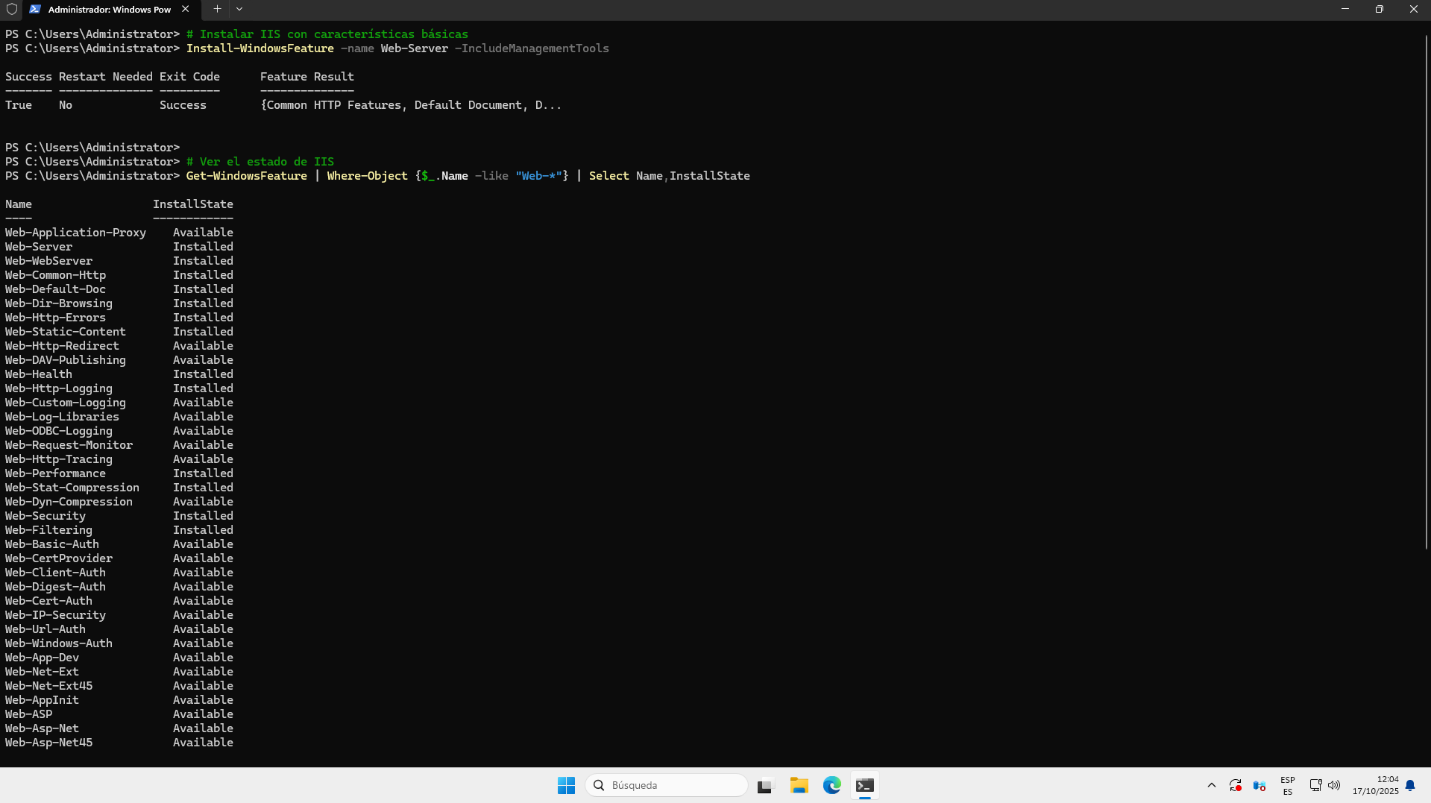 Administrador: Windows Pow
PS C:\Users\Administrator> # Instalar IIS con características básicas
PS C:\Users\Administrator> Install-WindowsFeature -name Web-Server -IncludeManagementTools
Success Restart Needed Exit Code      Feature Result
------- -------------- ---------      --------------
True    No             Success        {Common HTTP Features, Default Document, D...
PS C:\Users\Administrator>
PS C:\Users\Administrator> # Ver el estado de IIS
PS C:\Users\Administrator> Get-WindowsFeature | Where-Object {$_.Name -like "Web-*"} | Select Name,InstallState
Name                  InstallState
----                  ------------
Web-Application-Proxy    Available
Web-Server               Installed
Web-WebServer            Installed
Web-Common-Http          Installed
Web-Default-Doc          Installed
Web-Dir-Browsing         Installed
Web-Http-Errors          Installed
Web-Static-Content       Installed
Web-Http-Redirect        Available
Web-DAV-Publishing       Available
Web-Health               Installed
Web-Http-Logging         Installed
Web-Custom-Logging       Available
Web-Log-Libraries        Available
Web-ODBC-Logging         Available
Web-Request-Monitor      Available
Web-Http-Tracing         Available
Web-Performance          Installed
Web-Stat-Compression     Installed
Web-Dyn-Compression      Available
Web-Security             Installed
Web-Filtering            Installed
Web-Basic-Auth           Available
Web-CertProvider         Available
Web-Client-Auth          Available
Web-Digest-Auth          Available
Web-Cert-Auth            Available
Web-IP-Security          Available
Web-Url-Auth             Available
Web-Windows-Auth         Available
Web-App-Dev              Available
Web-Net-Ext              Available
Web-Net-Ext45            Available
Web-AppInit              Available
Web-ASP                  Available
Web-Asp-Net              Available
Web-Asp-Net45            Available
Búsqueda
ESP
ES
12:04
17/10/2025